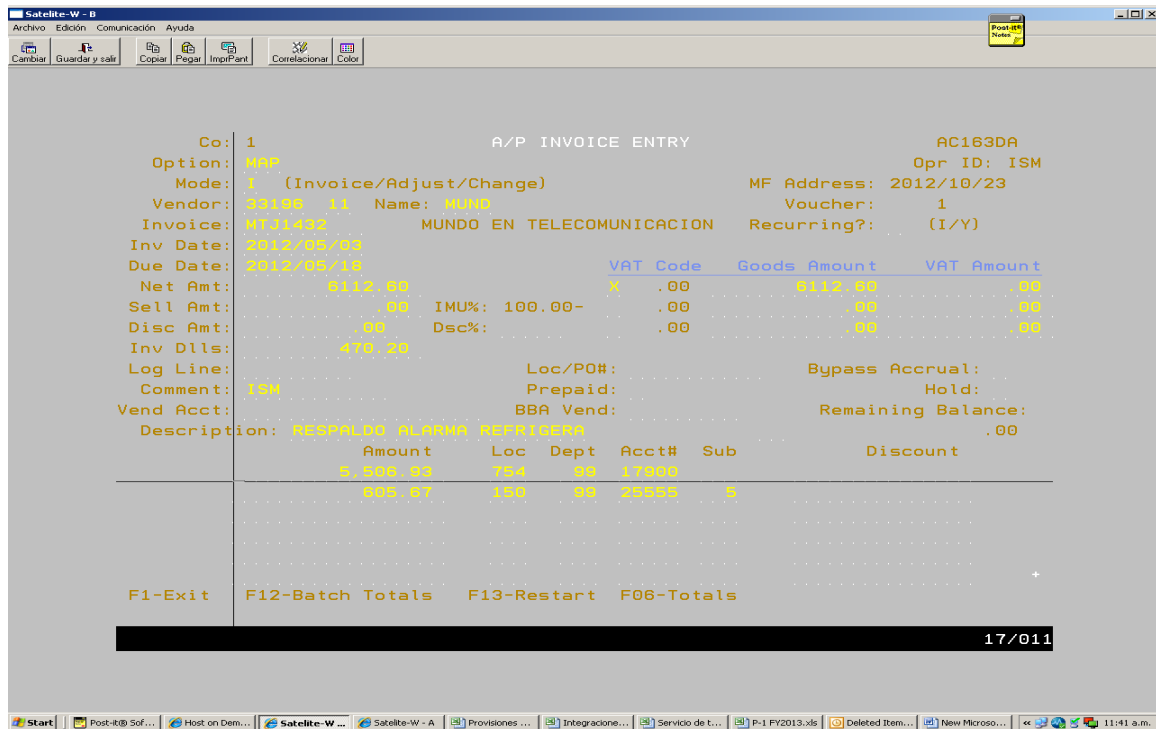 Satelite-W - B
Archivo Edición Comunicación Ayuda
Post-it® Notes
Cambiar Guardar y salir Copiar Pegar ImprPant Correlacionar Color
Co: 1 A/P INVOICE ENTRY AC163DA
Option: MAP Opr ID: ISM
Mode: I (Invoice/Adjust/Change) MF Address: 2012/10/23
Vendor: 33196 11 Name: MUND Voucher: 1
Invoice: MTJ1432 MUNDO EN TELECOMUNICACION Recurring?: (I/Y)
Inv Date: 2012/05/03
Due Date: 2012/05/18 VAT Code Goods Amount VAT Amount
Net Amt: 6112.60 X .00 6112.60 .00
Sell Amt: .00 IMU%: 100.00- .00 .00 .00
Disc Amt: .00 Dsc%: .00 .00 .00
Inv Dlls: 470.20
Log Line: Loc/PO#: Bypass Accrual:
Comment: ISM Prepaid: Hold:
Vend Acct: BBA Vend: Remaining Balance:
Description: RESPALDO ALARMA REFRIGERA .00
Amount Loc Dept Acct# Sub Discount
5,506.93 754 99 17900
605.67 150 99 25555 5
+
F1-Exit F12-Batch Totals F13-Restart F06-Totals
17/011
Start Post-it® Sof... Host on Dem... Satelite-W ... Satelite-W - A Provisiones ... Integracione... Servicio de t... P-1 FY2013.xls Deleted Item... New Microso... « 11:41 a.m.